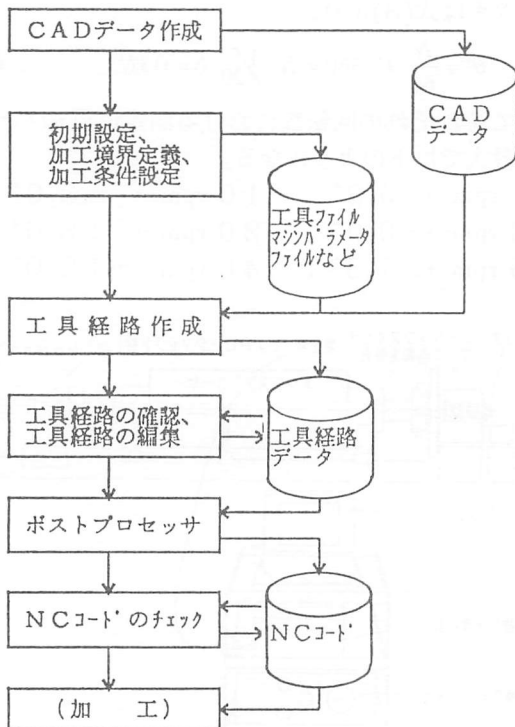 CADデータ作成
CAD
データ
初期設定、
加工境界定義、
加工条件設定
工具ファイル
マシンパラメータ
ファイルなど
工具経路作成
工具経路の確認、
工具経路の編集
工具経路
データ
ボストプロセッサ
NCコードのチェック
NCコード
(加　工)